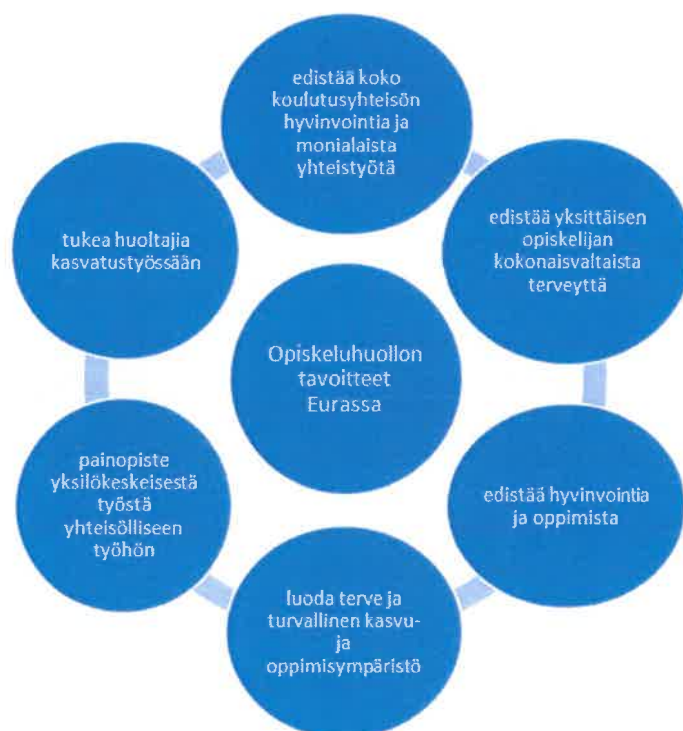 edistää koko
koulutusyhteisön
hyvinvointia ja
monialaista
yhteistyötä
edistää yksittäisen
opiskelijan
kokonaisvaltaista
terveyttä
edistää hyvinvointia
ja oppimista
luoda terve ja
turvallinen kasvu-
ja
oppimisympäristö
painopiste
yksilökeskeisestä
työstä
yhteisölliseen
työhön
tukea huoltajia
kasvatustyössään
Opiskeluhuollon
tavoitteet
Eurassa